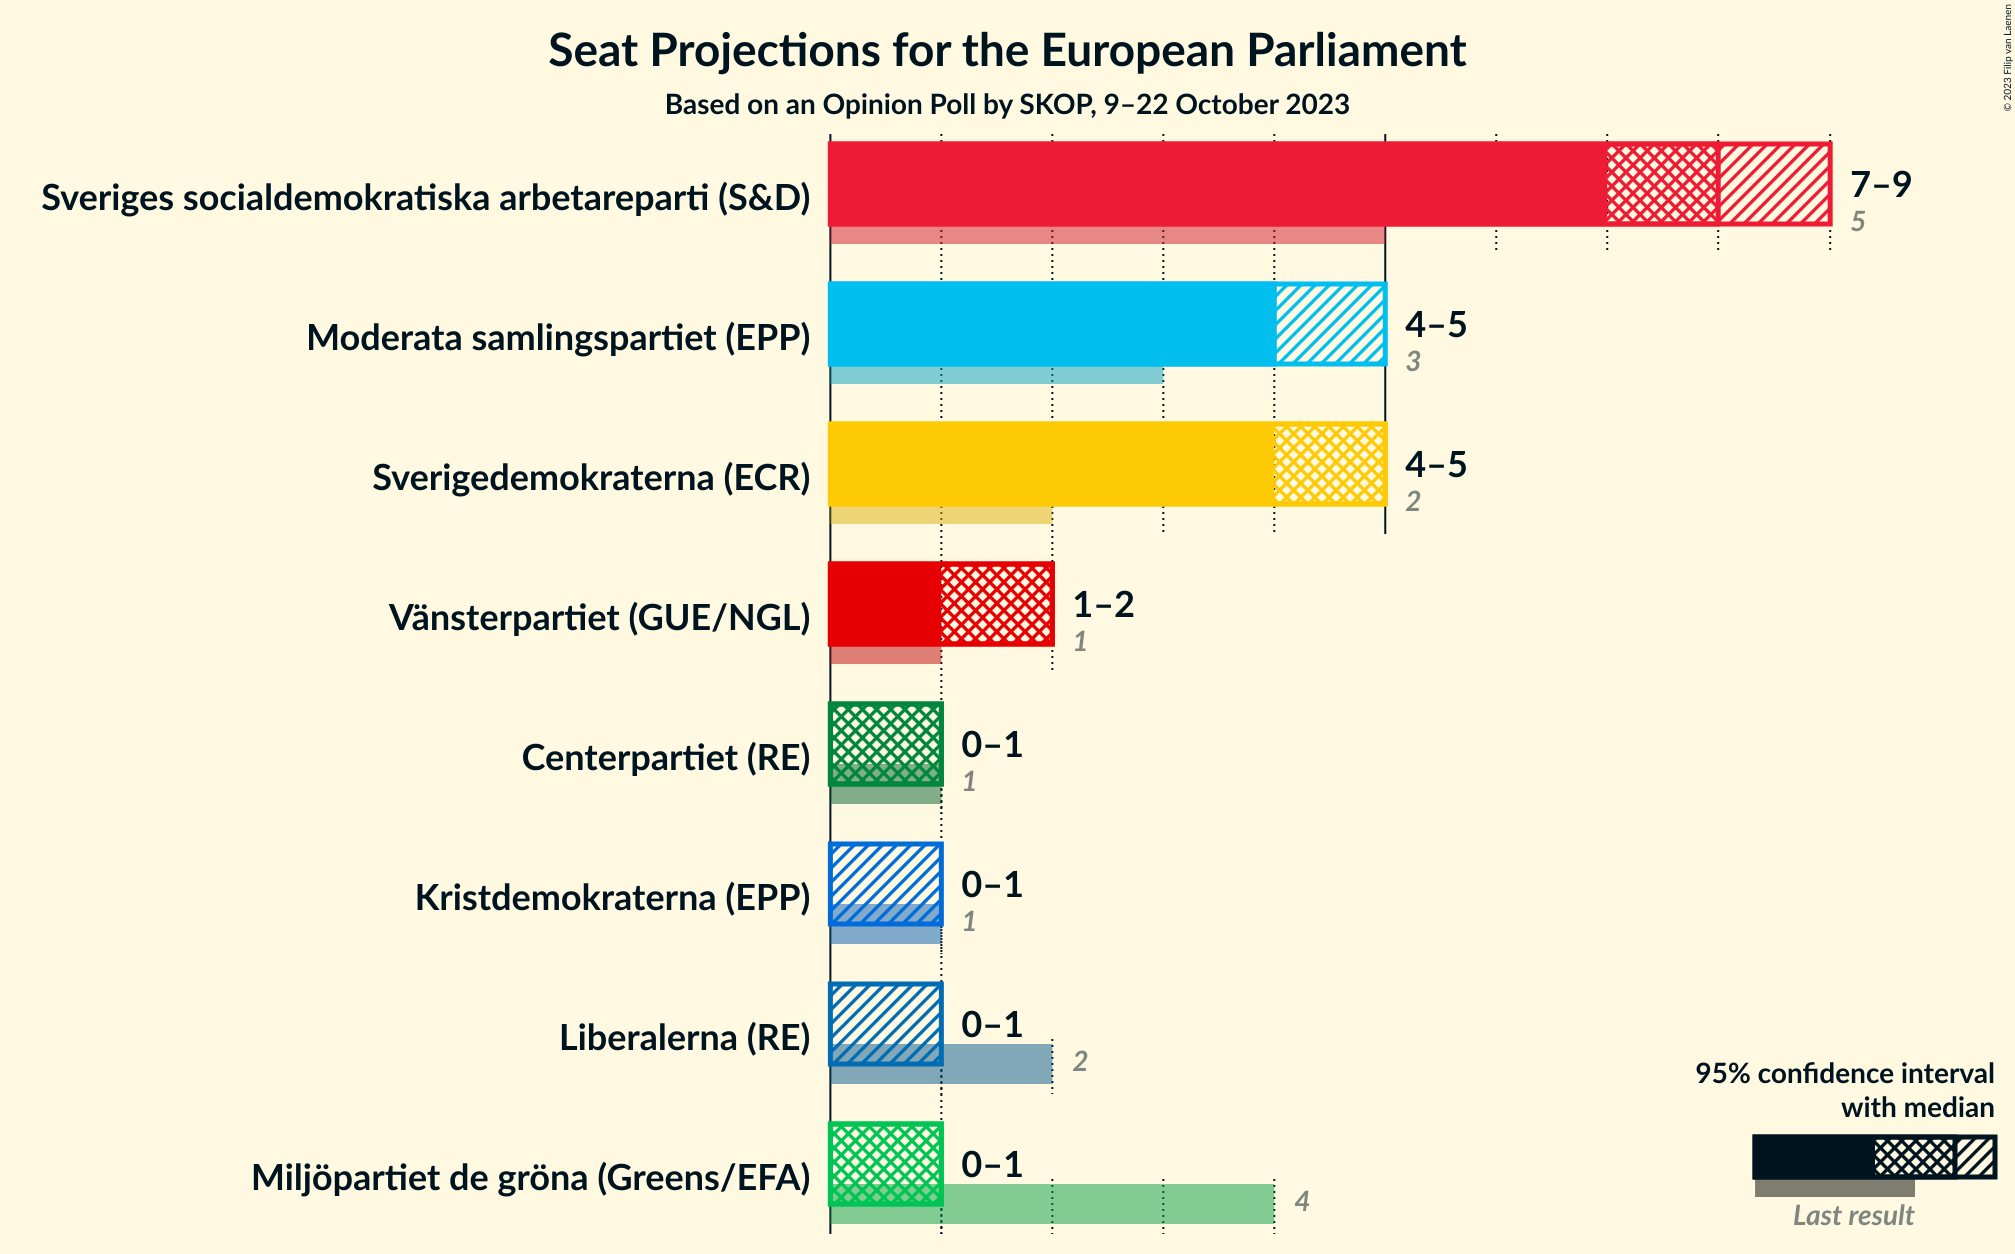 Seat Projections for the European Parliament
Based on an Opinion Poll by SKOP, 9–22 October 2023
© 2023 Filip van Laenen
Sveriges socialdemokratiska arbetareparti (S&D)
7–9
5
Moderata samlingspartiet (EPP)
4–5
3
Sverigedemokraterna (ECR)
4–5
2
Vänsterpartiet (GUE/NGL)
1–2
1
Centerpartiet (RE)
0–1
1
Kristdemokraterna (EPP)
0–1
1
Liberalerna (RE)
0–1
2
Miljöpartiet de gröna (Greens/EFA)
0–1
4
95% confidence interval
with median
Last result